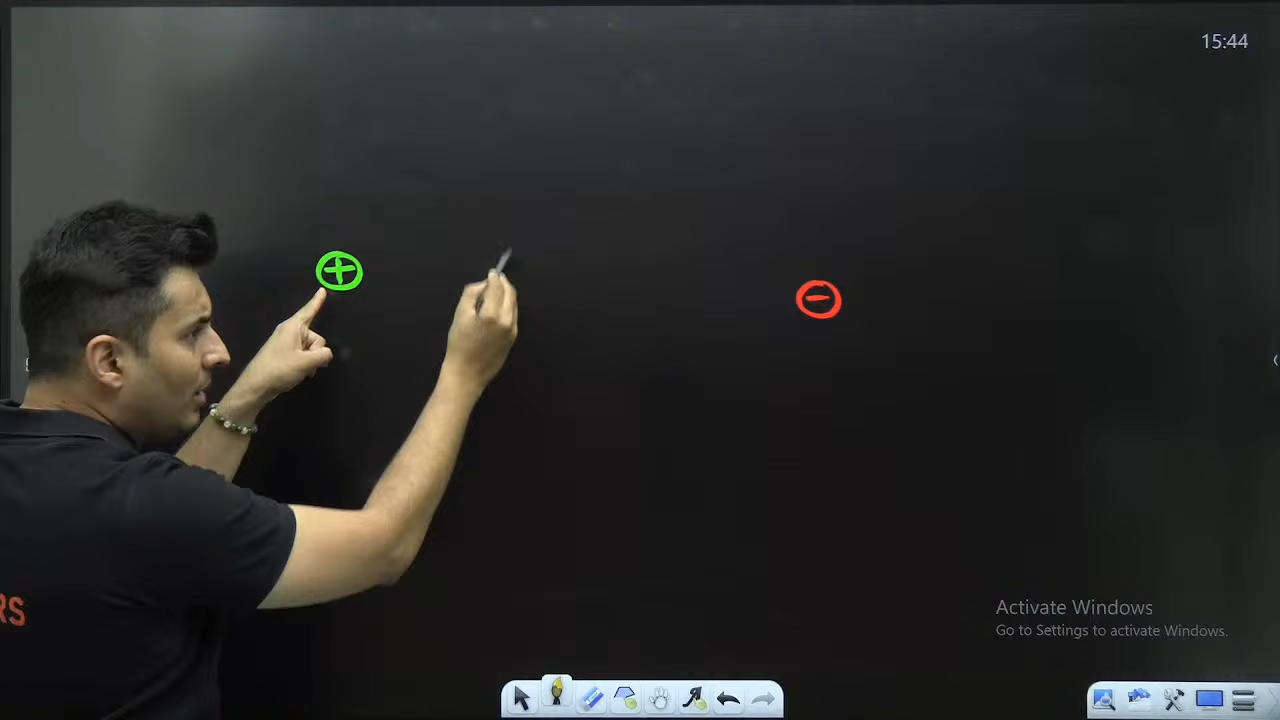 15:44
+
-
RS
Activate Windows
Go to Settings to activate Windows.